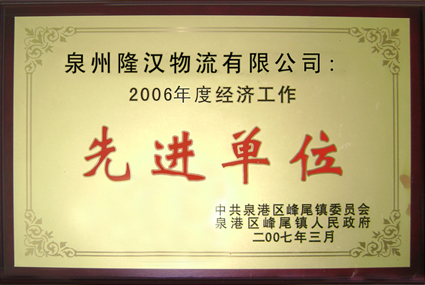 泉州隆汉物流有限公司:
2006年度经济工作
先进单位
中共泉港区峰尾镇委员会
泉港区峰尾镇人民政府
二OO七年三月